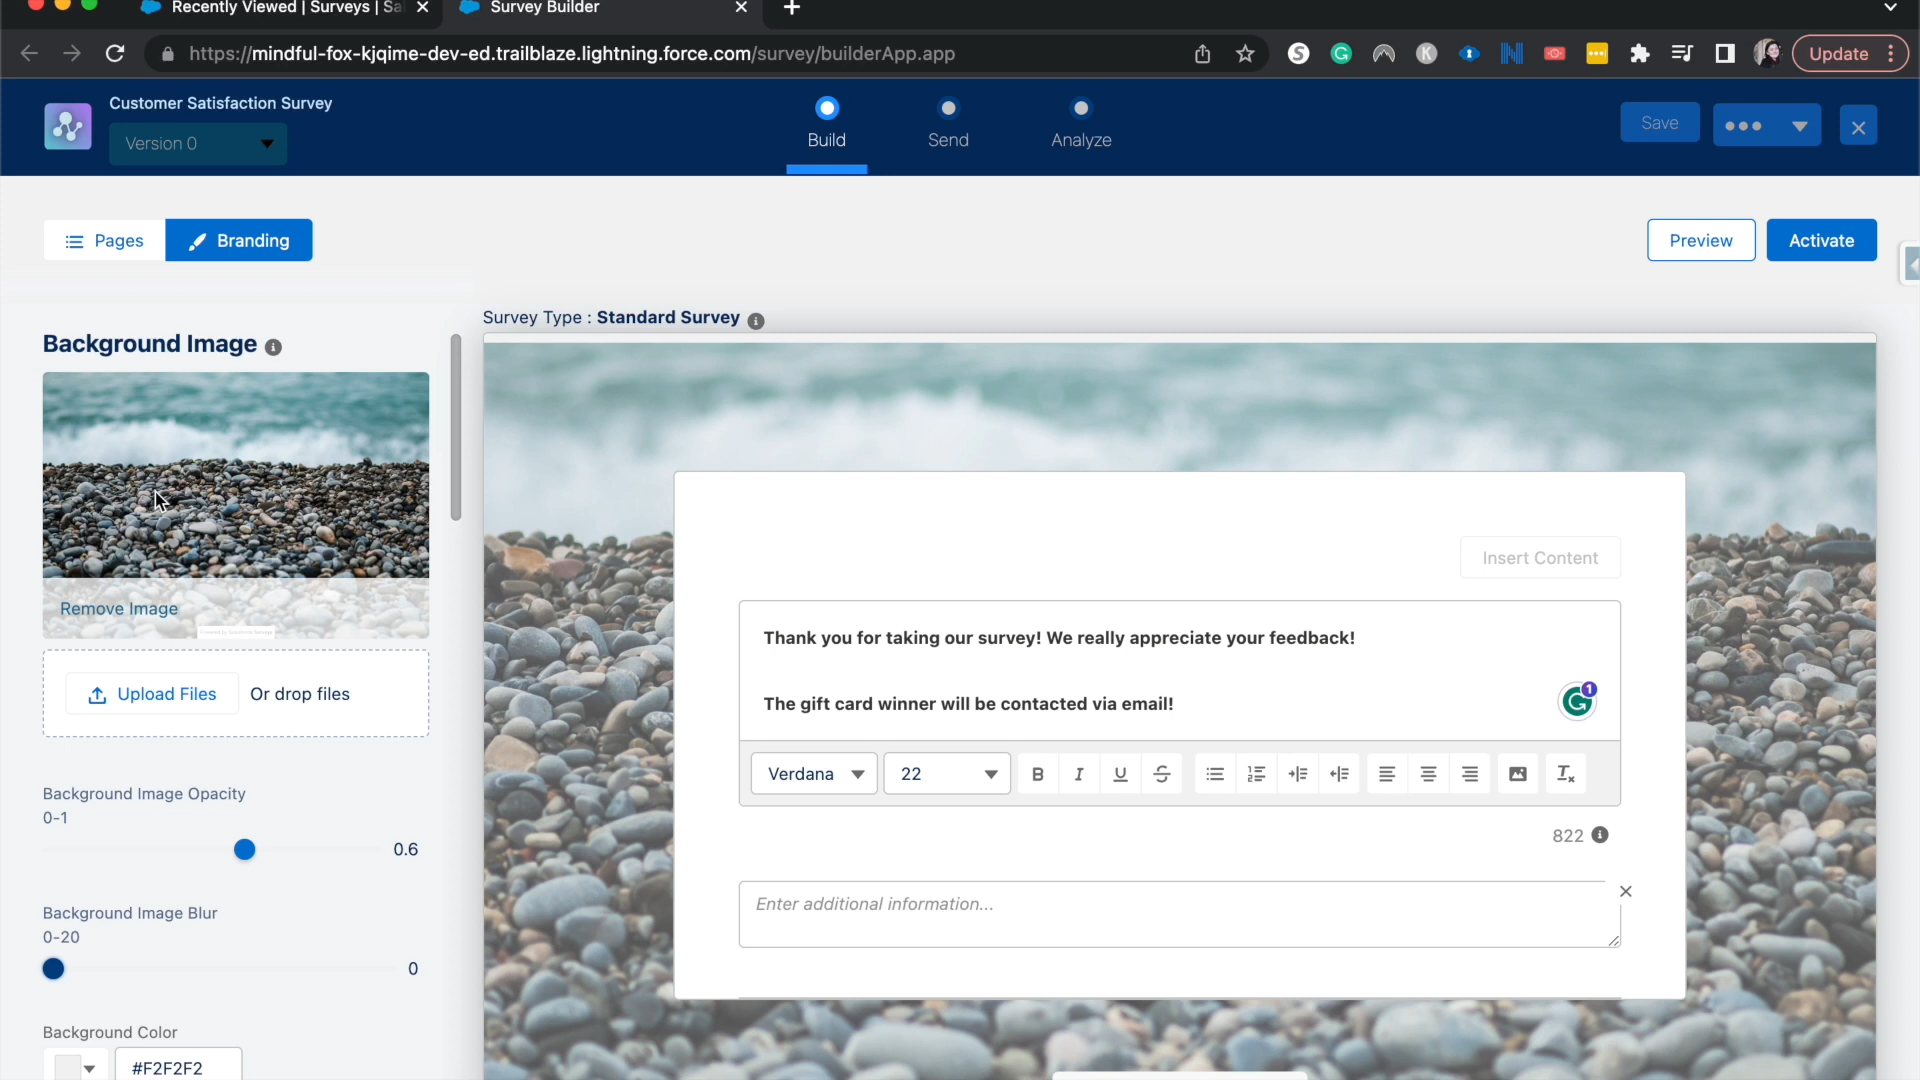 Recently Viewed | Surveys | Sa
Survey Builder
https://mindful-fox-kjqime-dev-ed.trailblaze.lightning.force.com/survey/builderApp.app
Update
Customer Satisfaction Survey
Version 0
Build
Send
Analyze
Save
Pages
Branding
Preview
Activate
Survey Type : Standard Survey
Background Image
Remove Image
Upload Files
Or drop files
Background Image Opacity
0-1
0.6
Background Image Blur
0-20
0
Background Color
#F2F2F2
Insert Content
Thank you for taking our survey! We really appreciate your feedback!
The gift card winner will be contacted via email!
1
Verdana
22
822
Enter additional information...